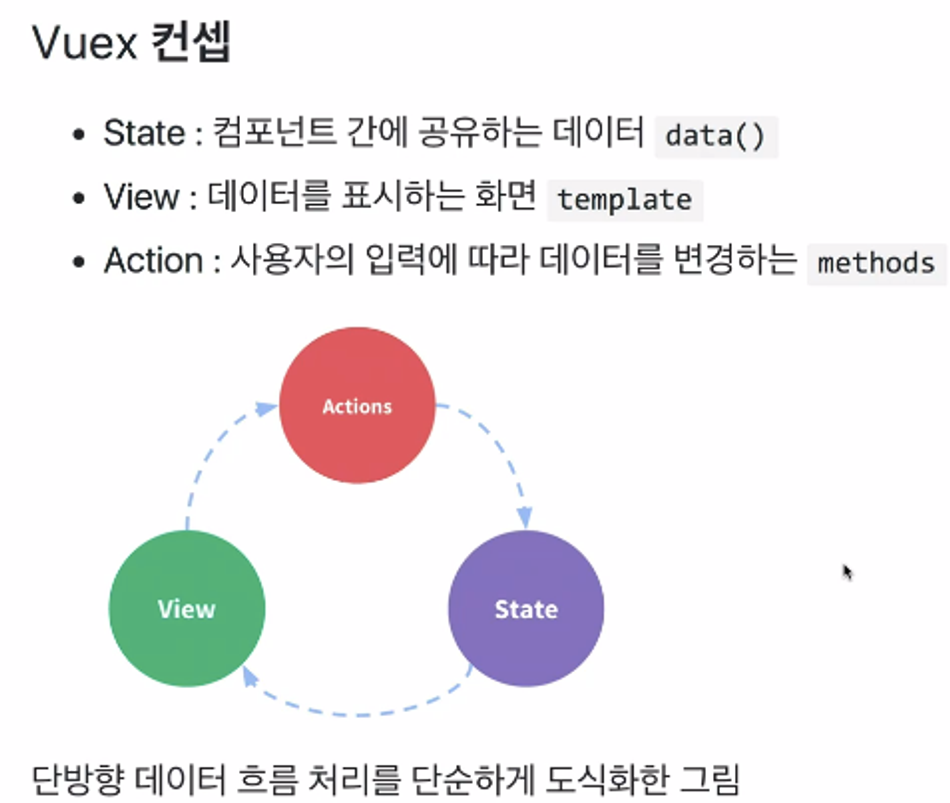 Vuex 컨셉
State : 컴포넌트 간에 공유하는 데이터 data()
View : 데이터를 표시하는 화면 template
Action : 사용자의 입력에 따라 데이터를 변경하는 methods
Actions
View
State
단방향 데이터 흐름 처리를 단순하게 도식화한 그림